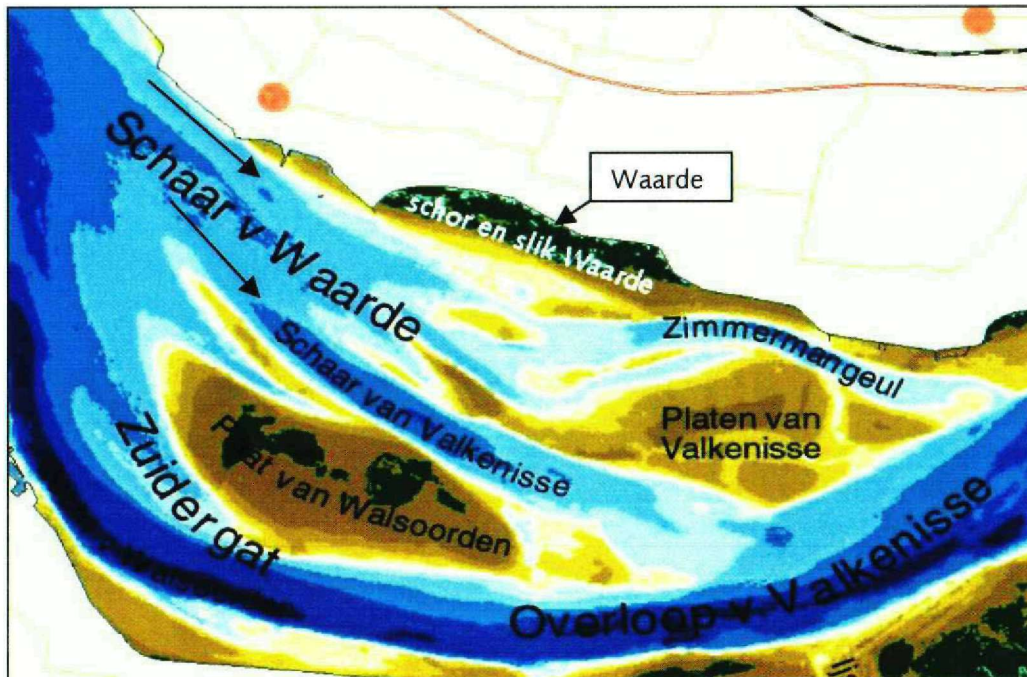 Waarde
Schaar v. Waarde
schor en slik Waarde
Zimmermangeul
Schaar van Valkenisse
Platen van
Valkenisse
Zuidergat
Plaat van Walsoorden
Overloop v. Valkenisse